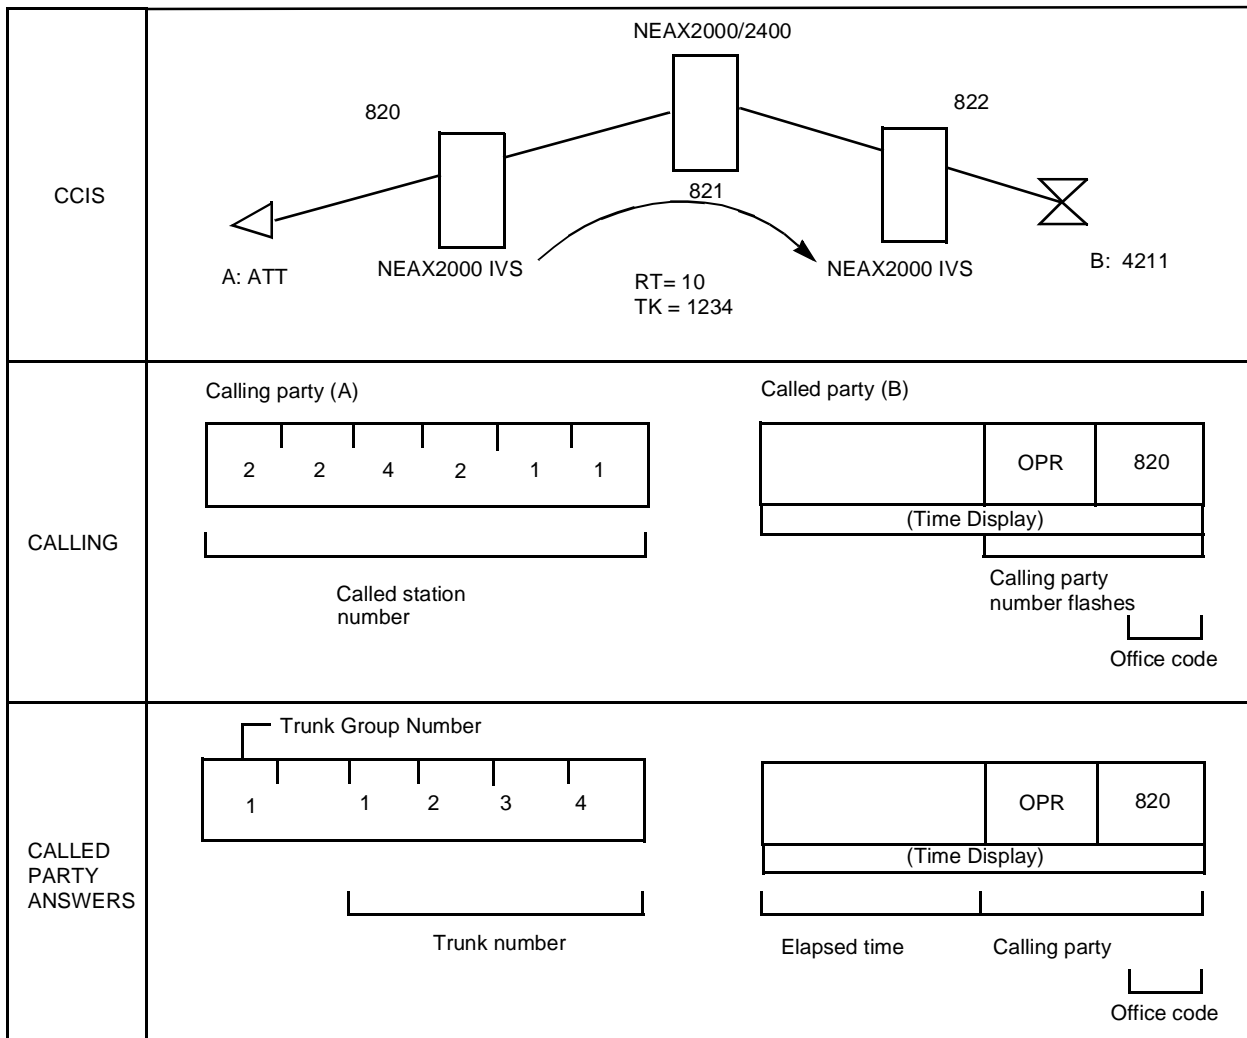 CCIS
NEAX2000/2400
820
822
821
A: ATT
NEAX2000 IVS
RT= 10
TK = 1234
NEAX2000 IVS
B: 4211
CALLING
Calling party (A)
2 2 4 2 1 1
Called station
number
Called party (B)
OPR 820
(Time Display)
Calling party
number flashes
Office code
CALLED
PARTY
ANSWERS
Trunk Group Number
1 1 2 3 4
Trunk number
OPR 820
(Time Display)
Elapsed time
Calling party
Office code